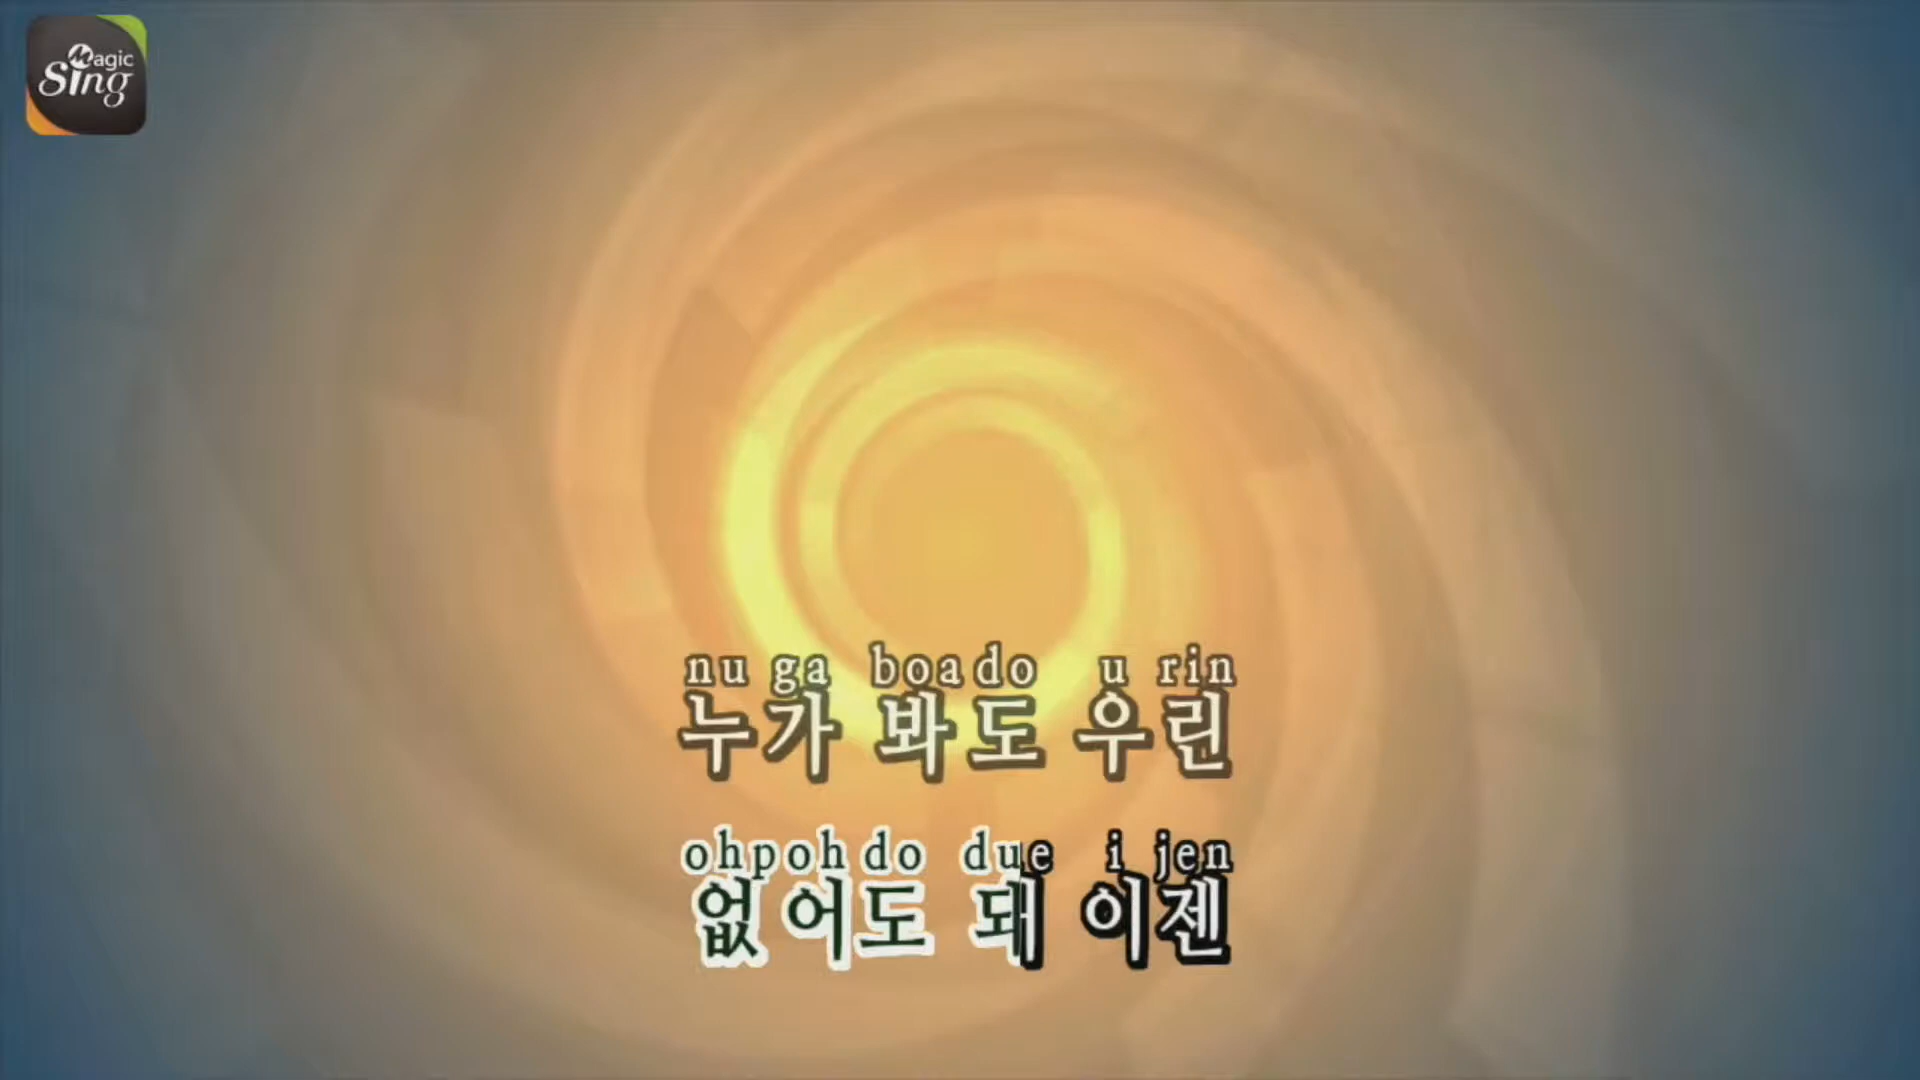 Magic
Sing
nu ga boado u rin
누가 봐도 우린
ohpoh do due i jen
없어도 돼 이젠